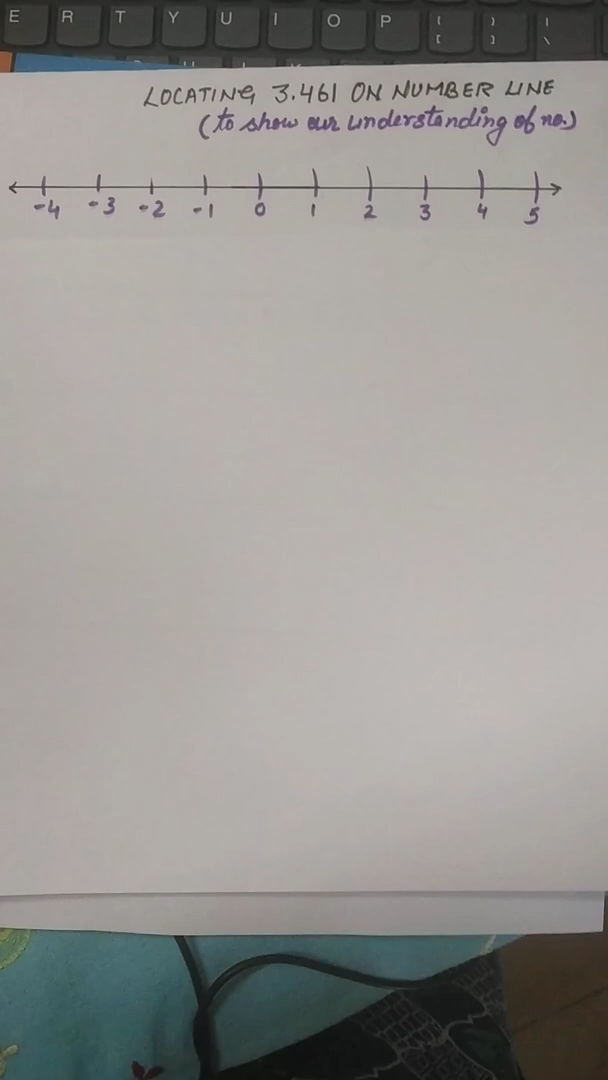 E R T Y U I O P { } |
[ ] \
LOCATING 3.461 ON NUMBER LINE
(to show our understanding of no.)
-4 -3 -2 -1 0 1 2 3 4 5